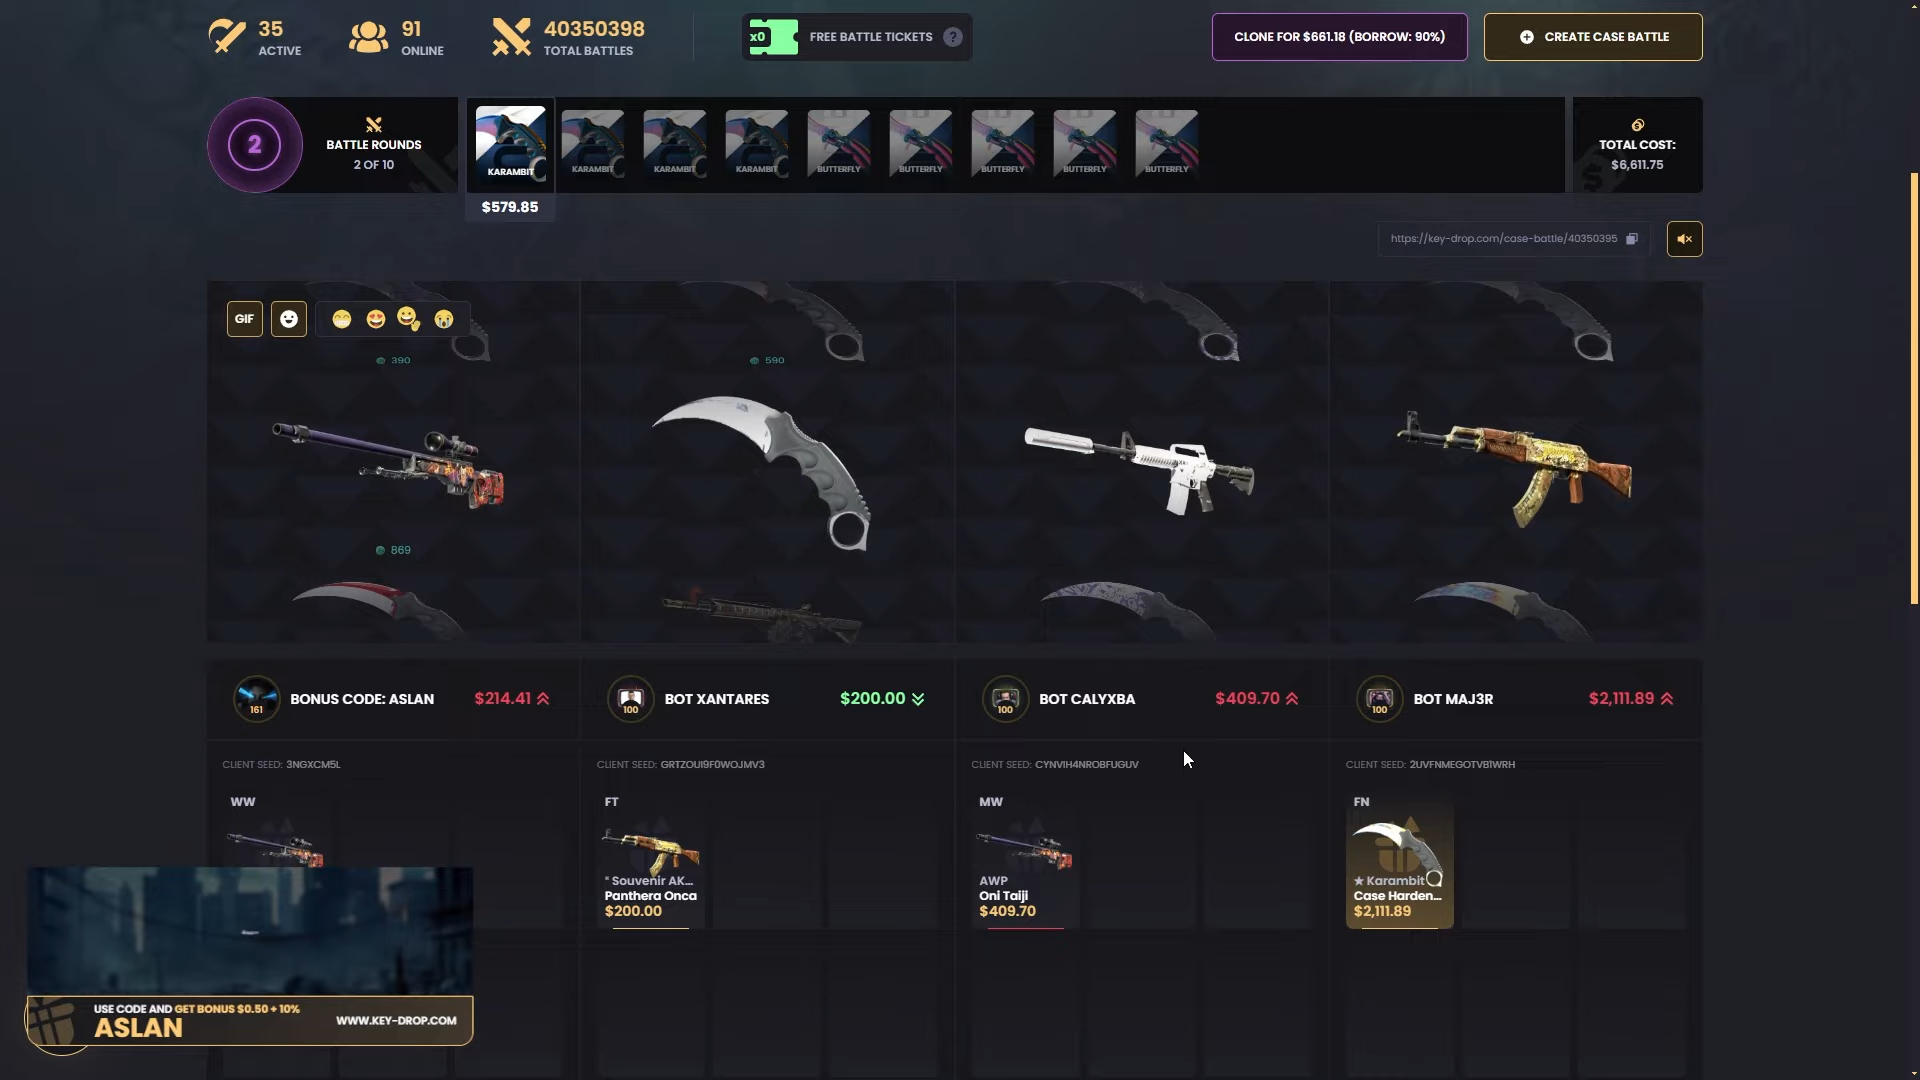 35
ACTIVE
91
ONLINE
40350398
TOTAL BATTLES
x0
FREE BATTLE TICKETS ?
CLONE FOR $661.18 (BORROW: 90%)
CREATE CASE BATTLE
2
BATTLE ROUNDS
2 OF 10
KARAMBIT
KARAMBIT
KARAMBIT
KARAMBIT
BUTTERFLY
BUTTERFLY
BUTTERFLY
BUTTERFLY
BUTTERFLY
$579.85
TOTAL COST:
$6,611.75
https://key-drop.com/case-battle/40350395
GIF
390
590
869
161
BONUS CODE: ASLAN
$214.41
100
BOT XANTARES
$200.00
100
BOT CALYXBA
$409.70
100
BOT MAJ3R
$2,111.89
CLIENT SEED: 3NGXCM5L
CLIENT SEED: GRTZOUI9F0WOJMV3
CLIENT SEED: CYNVIH4NROBFUGUV
CLIENT SEED: 2UVFNMEGOTVB1WRH
WW
FT
* Souvenir AK...
Panthera Onca
$200.00
MW
AWP
Oni Taiji
$409.70
FN
★ Karambit
Case Harden...
$2,111.89
USE CODE AND GET BONUS $0.50 + 10%
ASLAN
WWW.KEY-DROP.COM